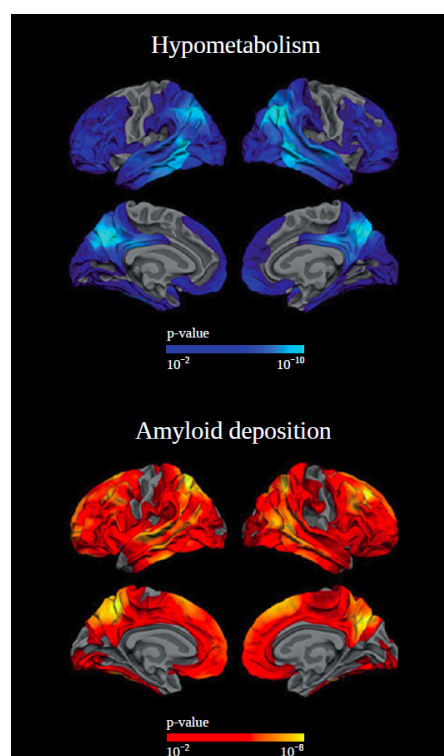 Hypometabolism
p-value
10⁻² 10⁻¹⁰
Amyloid deposition
p-value
10⁻² 10⁻⁸